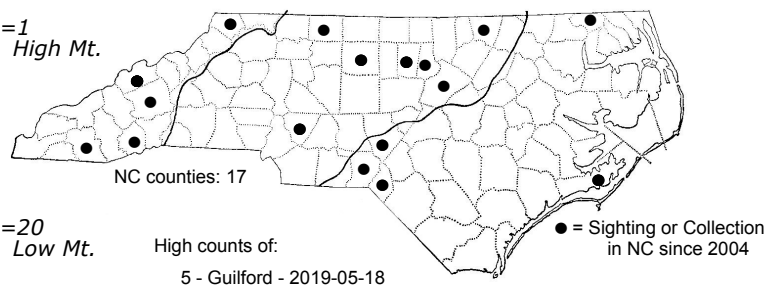 =1
High Mt.
NC counties: 17
=20
Low Mt.
High counts of:
5 - Guilford - 2019-05-18
● = Sighting or Collection
in NC since 2004